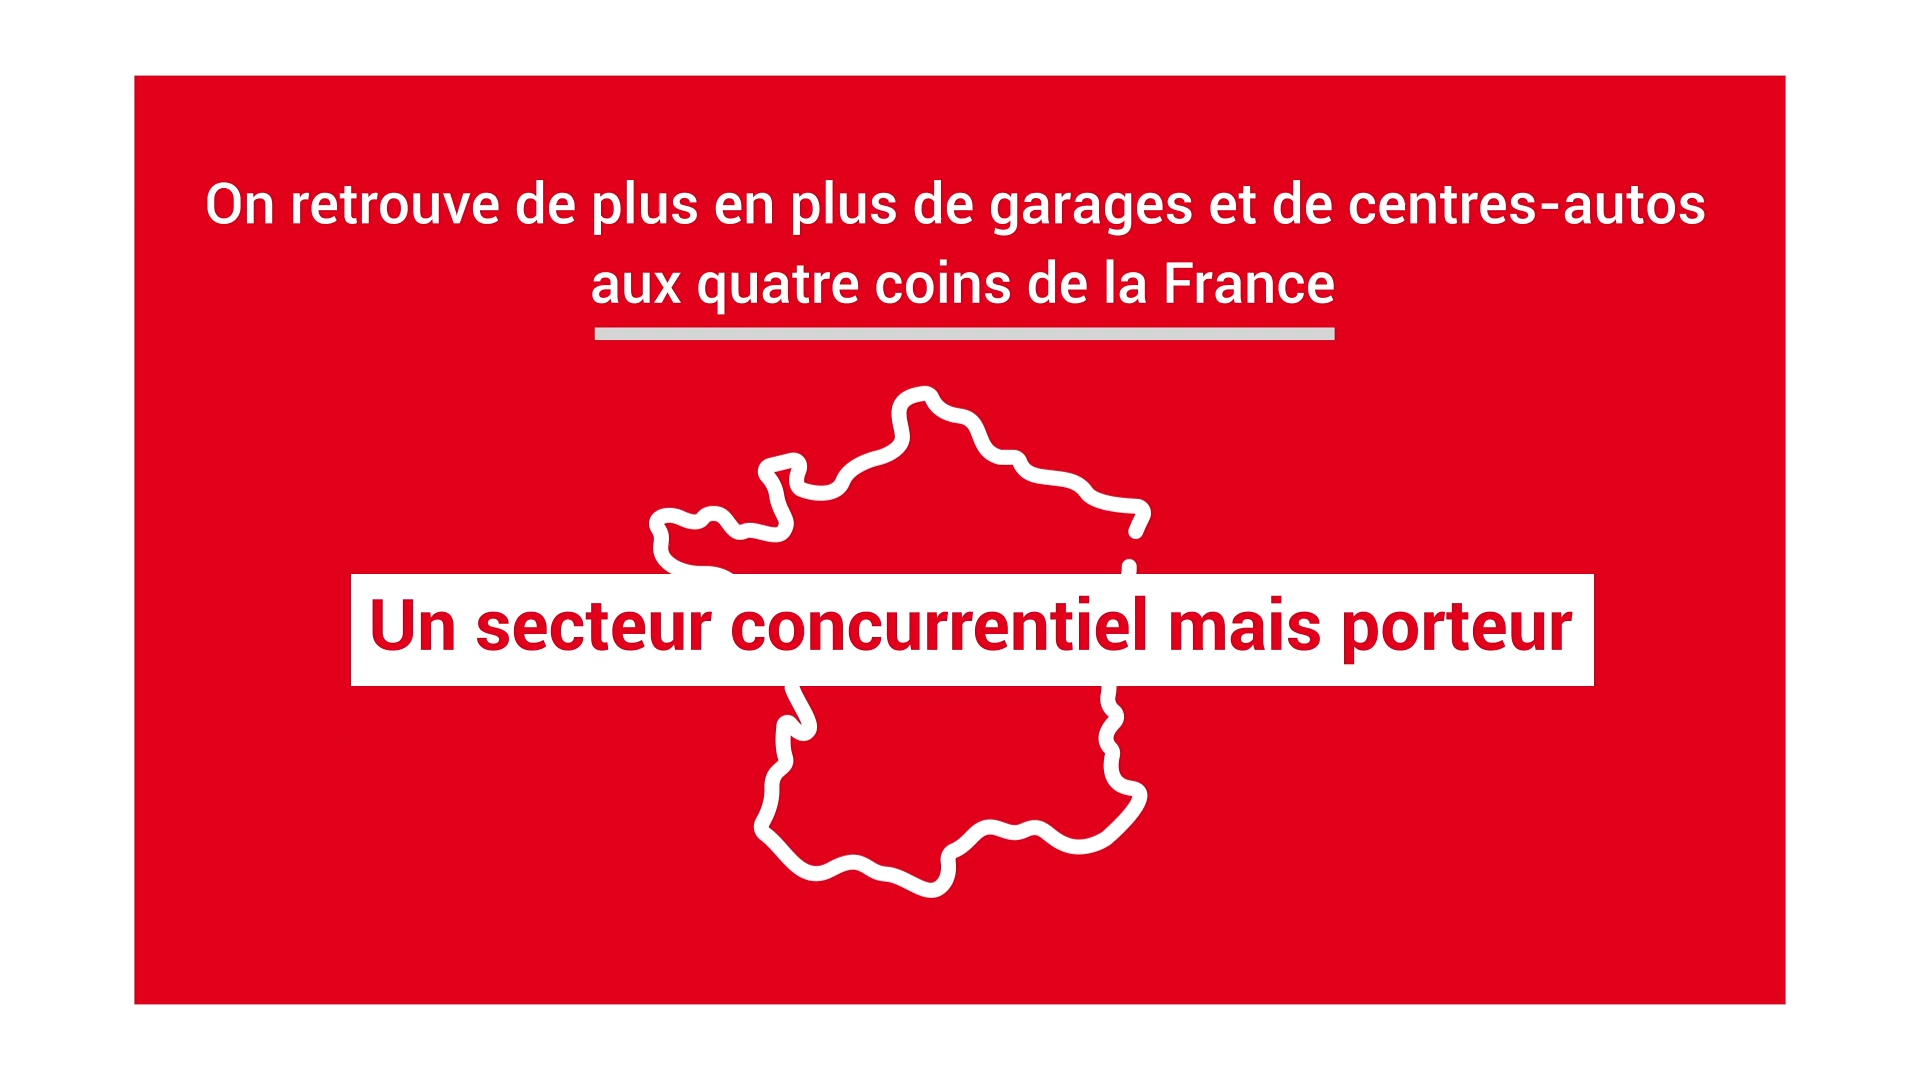 On retrouve de plus en plus de garages et de centres-autos
aux quatre coins de la France
Un secteur concurrentiel mais porteur